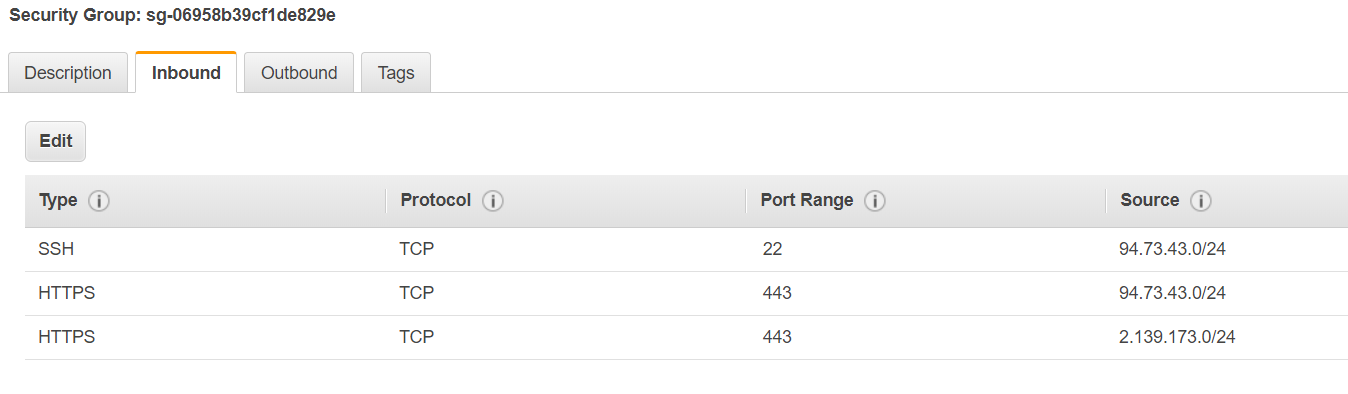 Security Group: sg-06958b39cf1de829e
Description Inbound Outbound Tags
Edit
Type Protocol Port Range Source
SSH TCP 22 94.73.43.0/24
HTTPS TCP 443 94.73.43.0/24
HTTPS TCP 443 2.139.173.0/24